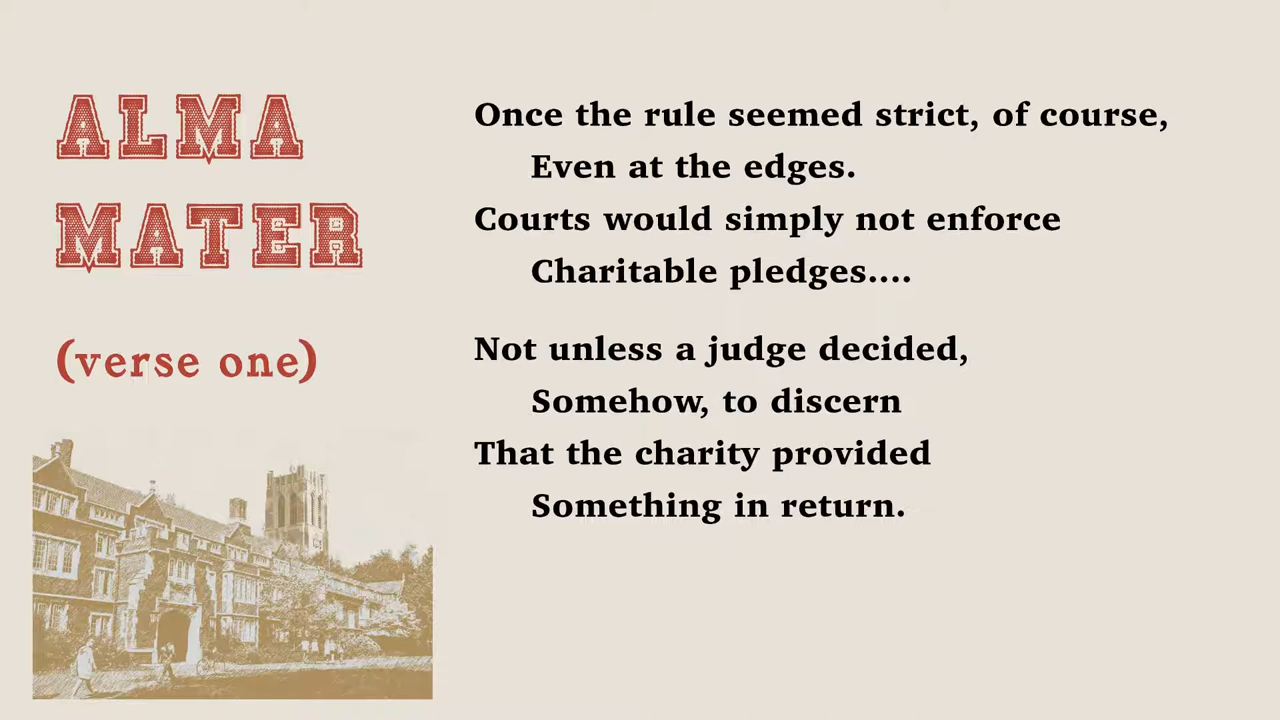 ALMA
MATER
(verse one)
Once the rule seemed strict, of course,
Even at the edges.
Courts would simply not enforce
Charitable pledges....
Not unless a judge decided,
Somehow, to discern
That the charity provided
Something in return.